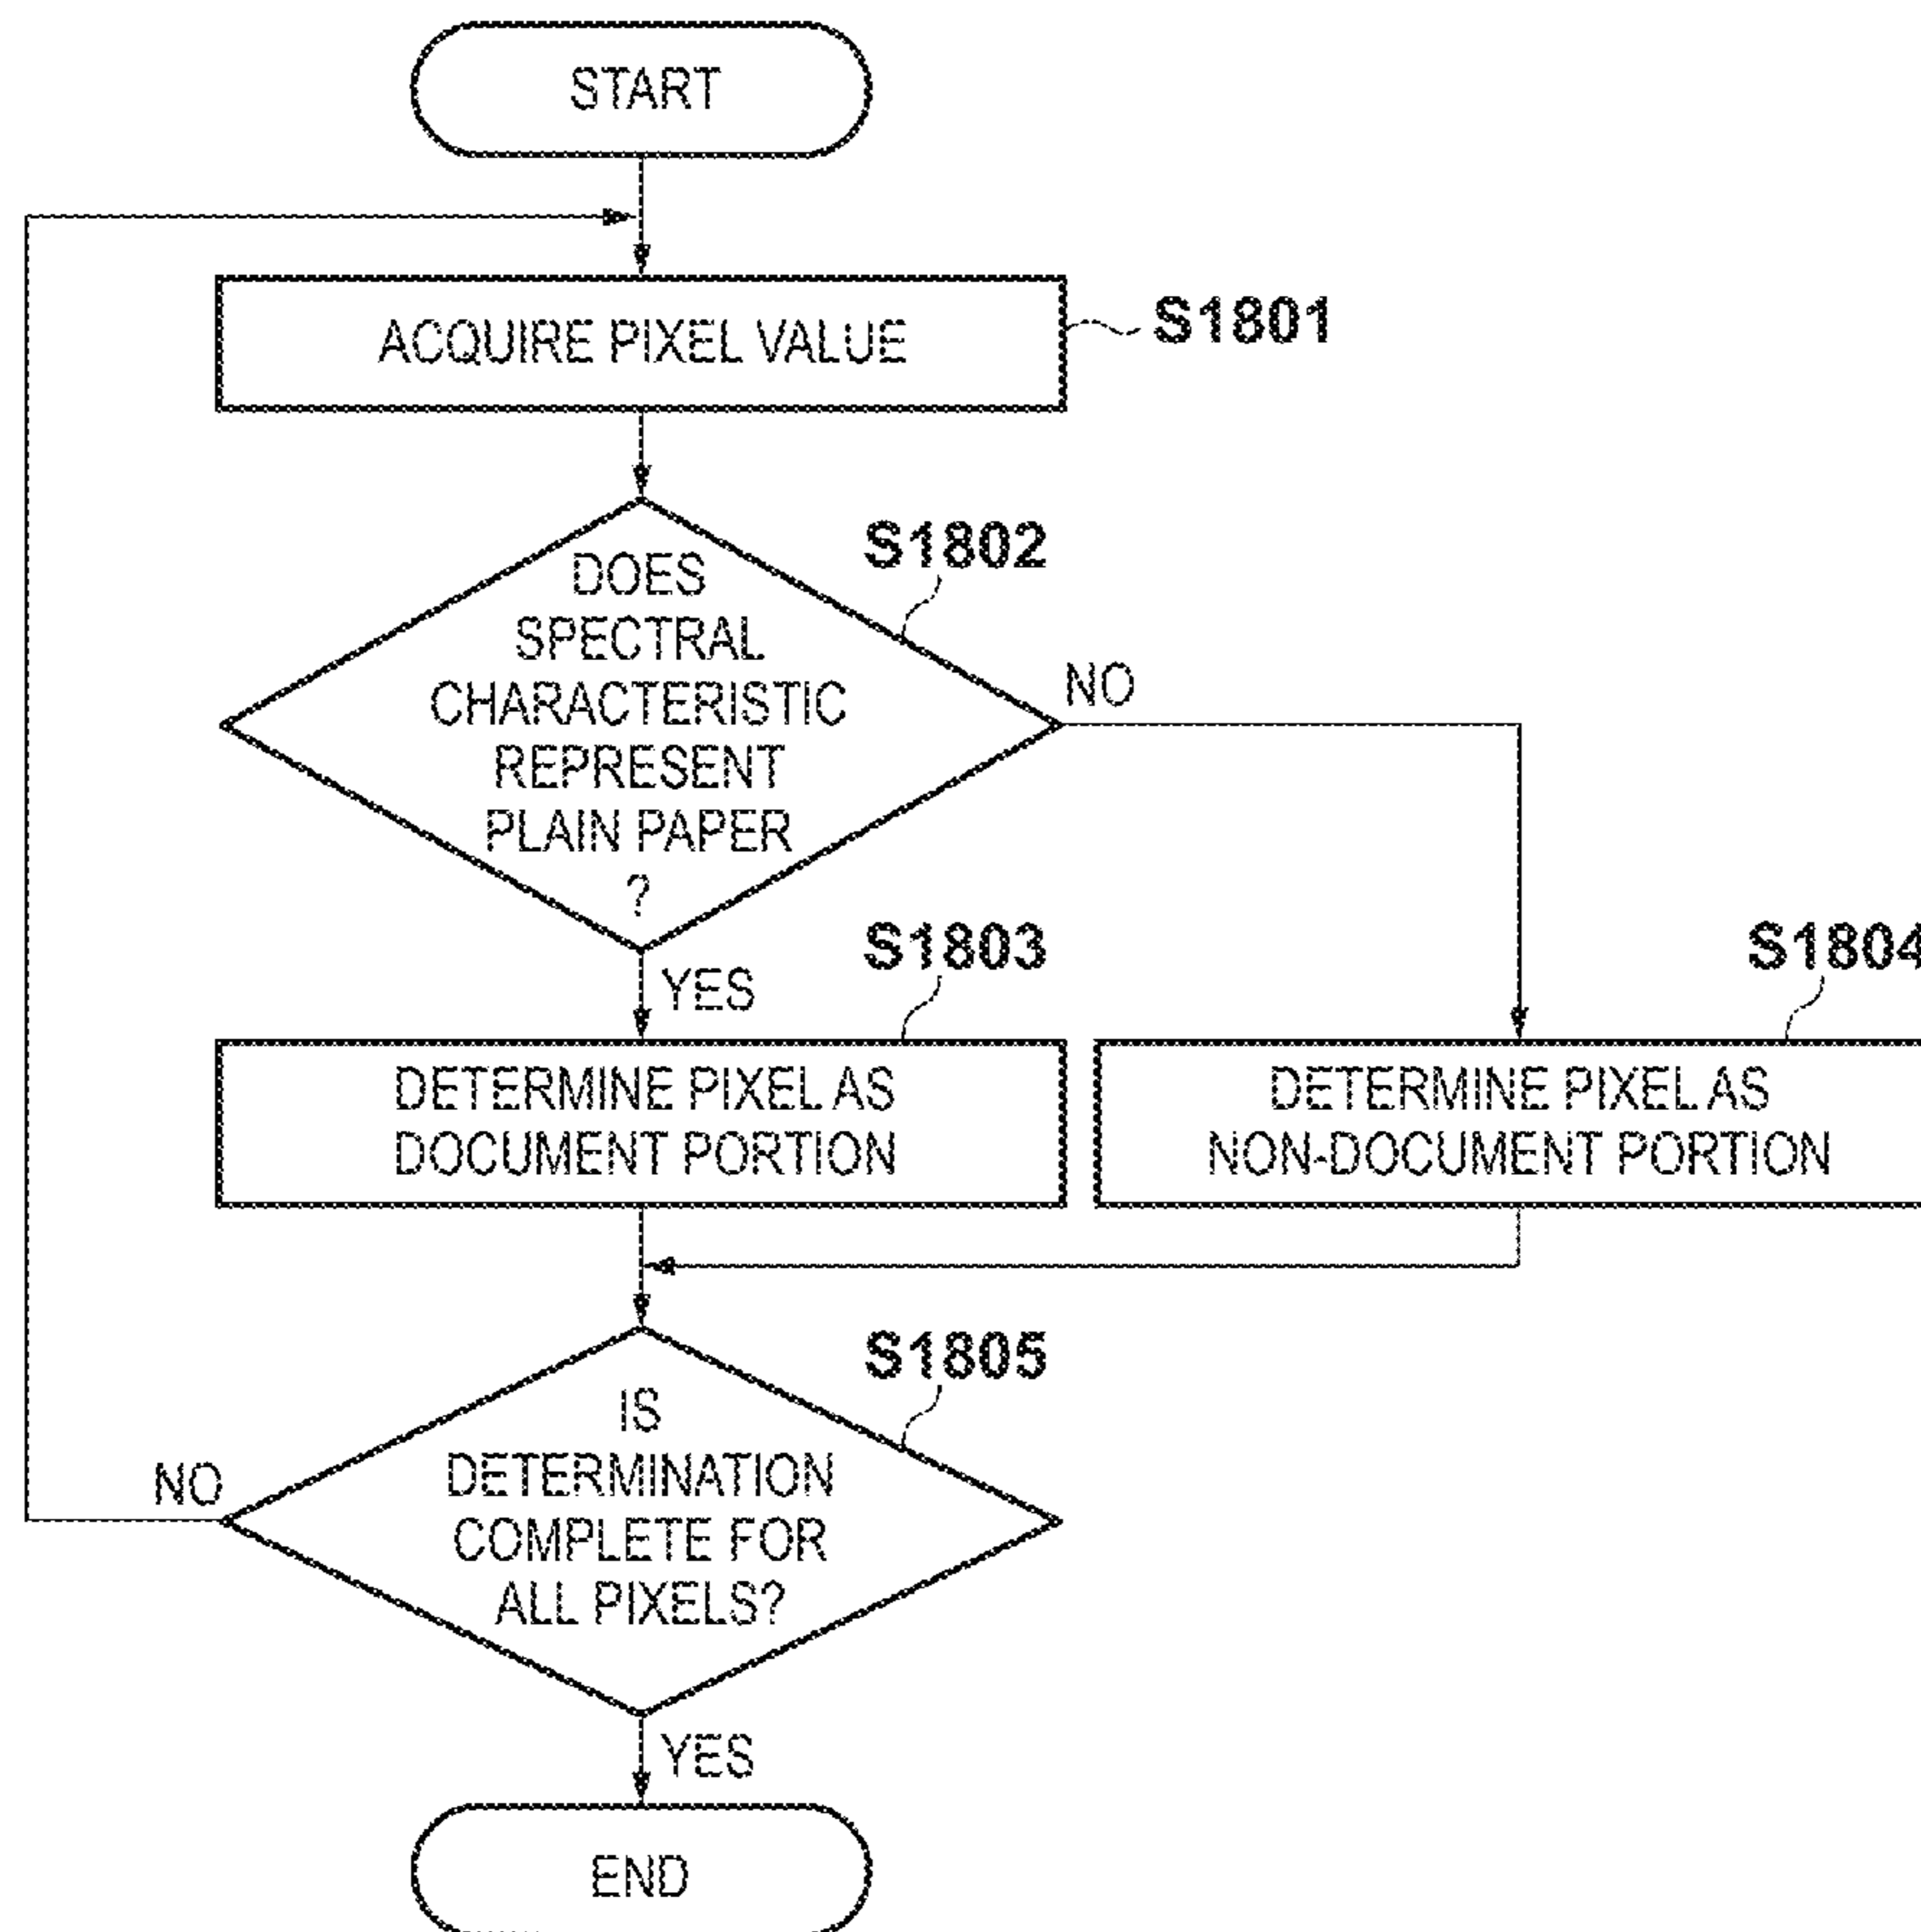 START
ACQUIRE PIXEL VALUE
S1801
S1802
DOES
SPECTRAL
CHARACTERISTIC
REPRESENT
PLAIN PAPER
?
NO
YES
S1803
S1804
DETERMINE PIXEL AS
DOCUMENT PORTION
DETERMINE PIXEL AS
NON-DOCUMENT PORTION
S1805
IS
DETERMINATION
COMPLETE FOR
ALL PIXELS?
NO
YES
END